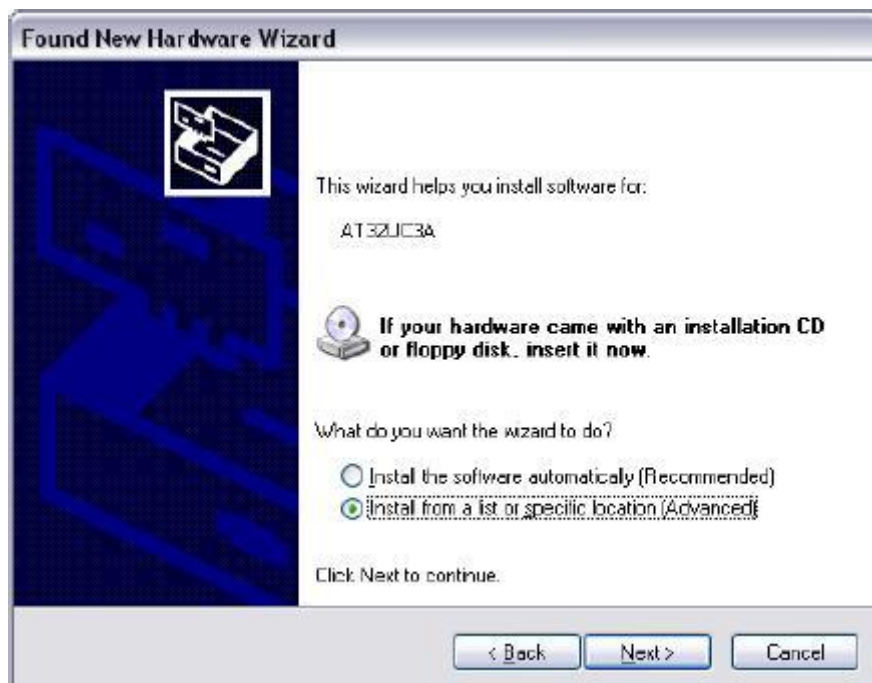 Found New Hardware Wizard
This wizard helps you install software for:
AT32UC3A
If your hardware came with an installation CD
or floppy disk, insert it now.
What do you want the wizard to do?
Install the software automatically (Recommended)
Install from a list or specific location (Advanced)
Click Next to continue.
< Back
Next >
Cancel